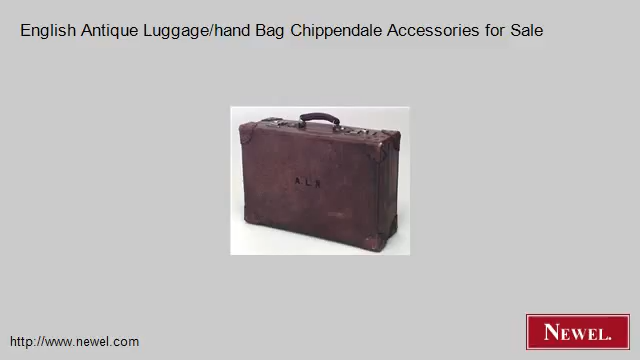 English Antique Luggage/hand Bag Chippendale Accessories for Sale
A L R
http://www.newel.com
NEWEL.